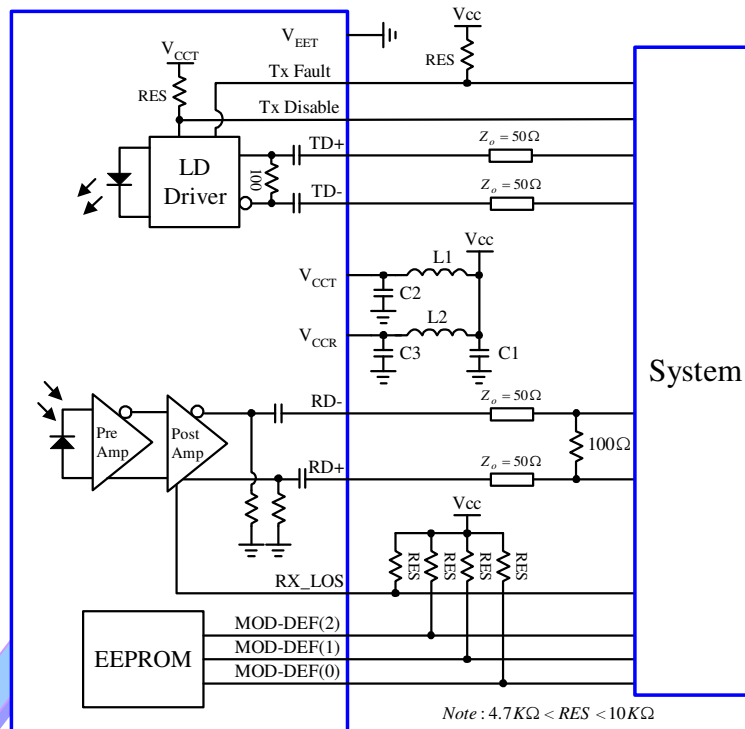 V_EET
Vcc
V_CCT
Tx Fault
RES
RES
Tx Disable
LD
Driver
100
TD+
Z_o = 50Ω
TD-
Z_o = 50Ω
Vcc
L1
V_CCT
C2
L2
V_CCR
C3
C1
System
RD-
Z_o = 50Ω
Pre
Amp
Post
Amp
100Ω
RD+
Z_o = 50Ω
Vcc
RES
RES
RES
RES
RX_LOS
EEPROM
MOD-DEF(2)
MOD-DEF(1)
MOD-DEF(0)
Note : 4.7KΩ < RES < 10KΩ